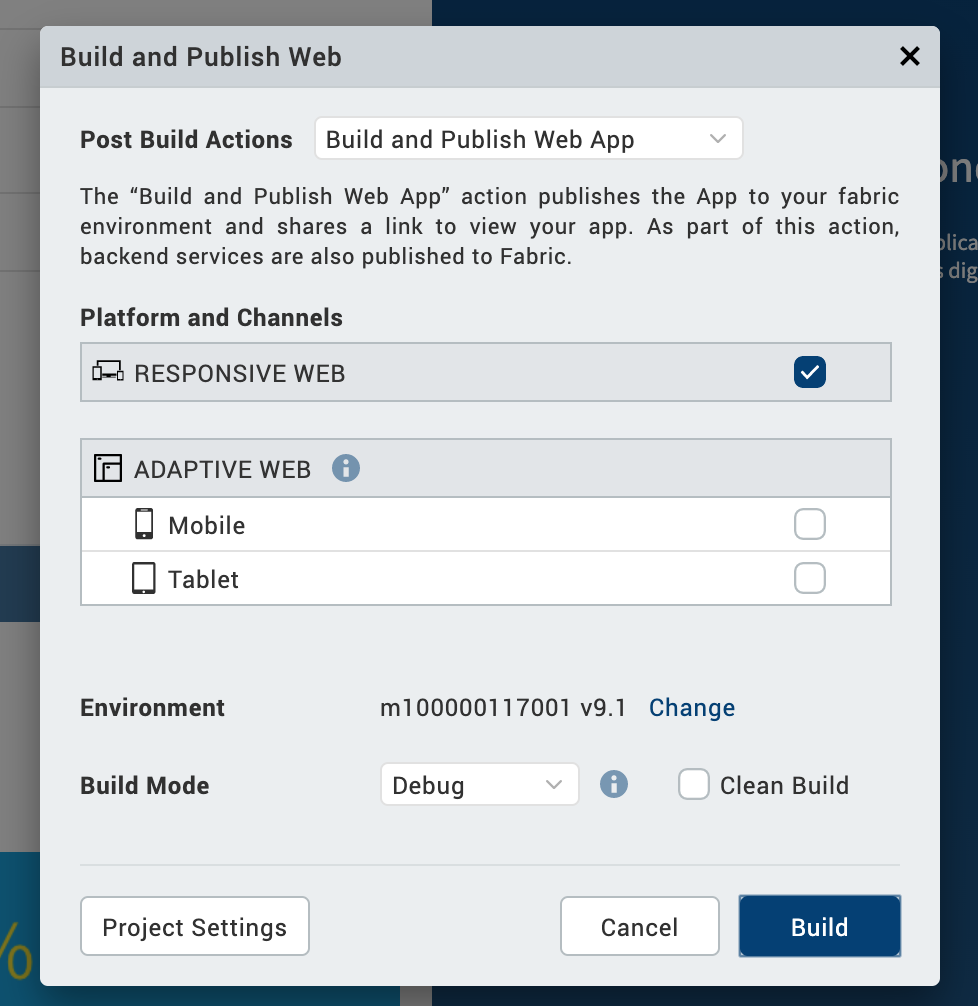 Build and Publish Web
Post Build Actions Build and Publish Web App
The “Build and Publish Web App” action publishes the App to your fabric
environment and shares a link to view your app. As part of this action,
backend services are also published to Fabric.
Platform and Channels
RESPONSIVE WEB
ADAPTIVE WEB
Mobile
Tablet
Environment m100000117001 v9.1 Change
Build Mode Debug Clean Build
Project Settings Cancel Build
%